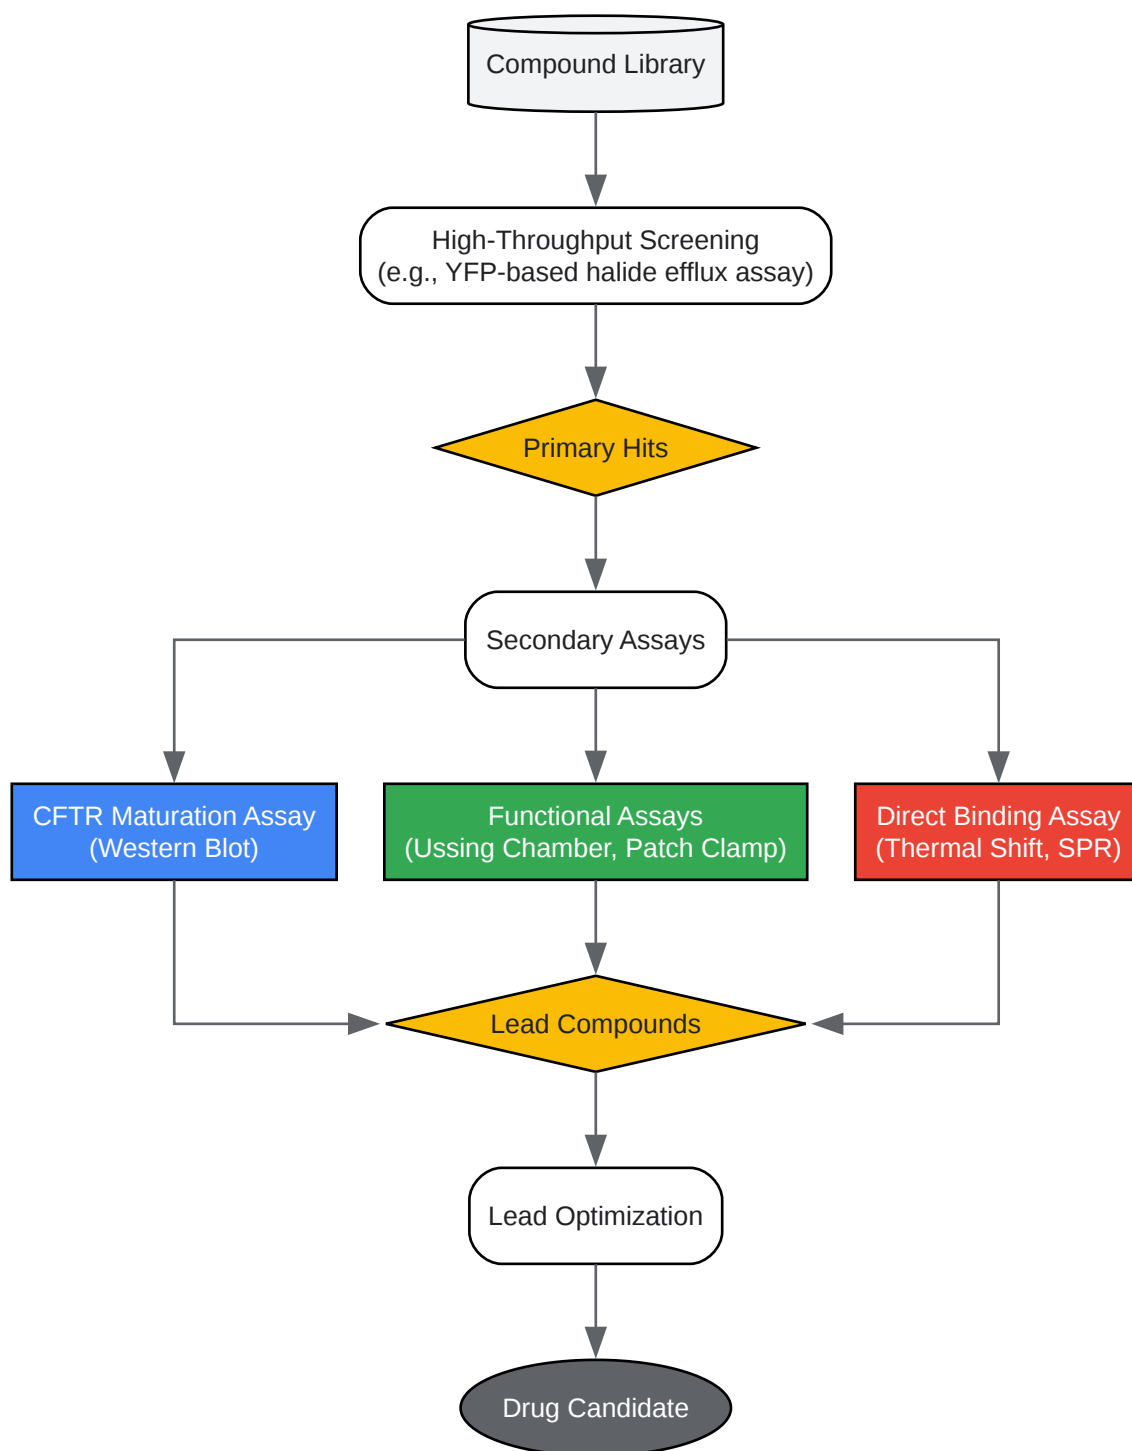 Compound Library
High-Throughput Screening
(e.g., YFP-based halide efflux assay)
Primary Hits
Secondary Assays
CFTR Maturation Assay
(Western Blot)
Functional Assays
(Ussing Chamber, Patch Clamp)
Direct Binding Assay
(Thermal Shift, SPR)
Lead Compounds
Lead Optimization
Drug Candidate